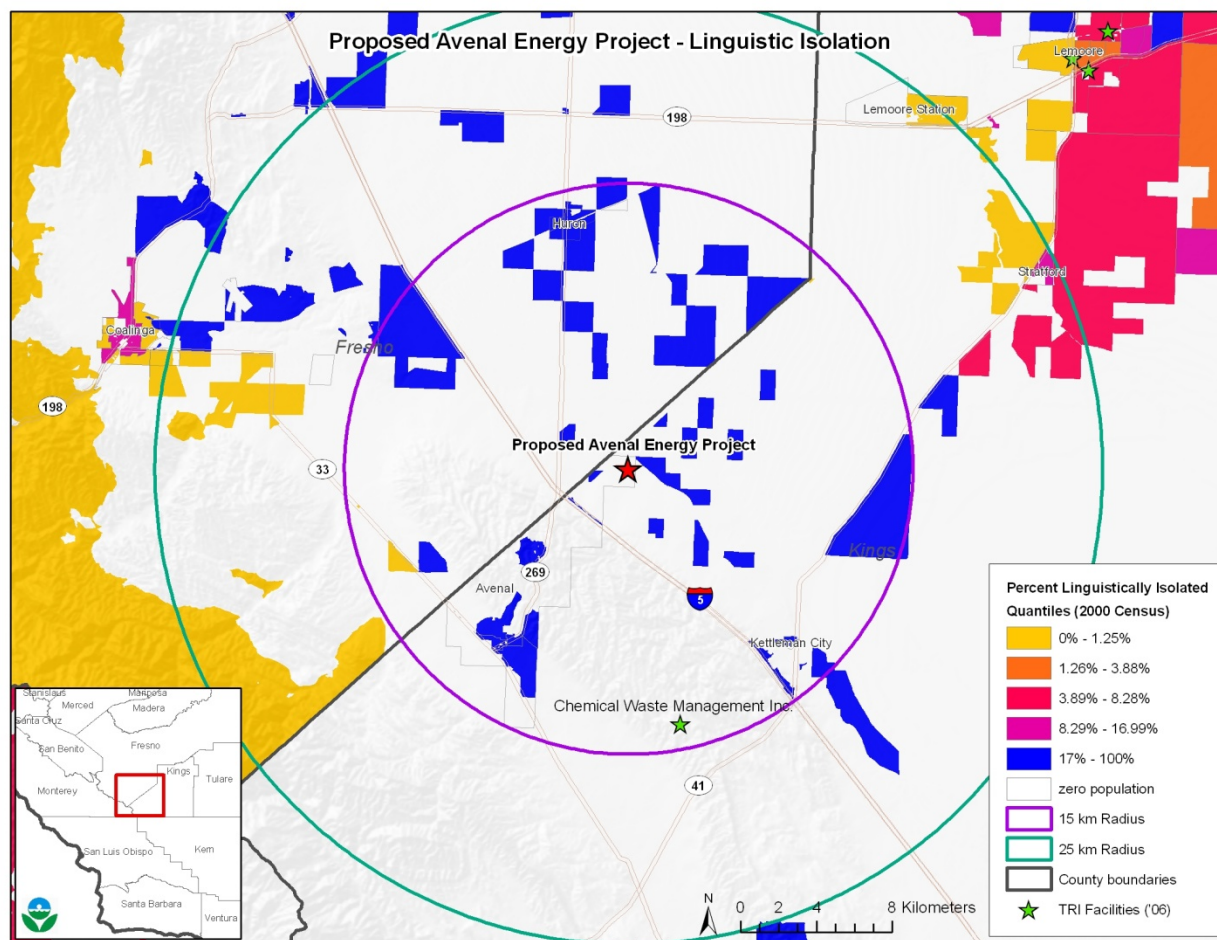 Proposed Avenal Energy Project - Linguistic Isolation
Lemoore
Lemoore Station
198
Huron
Stratford
Coalinga
Fresno
198
Proposed Avenal Energy Project
33
Kings
269
Avenal
5
Kettleman City
Chemical Waste Management Inc.
41
Percent Linguistically Isolated
Quantiles (2000 Census)
0% - 1.25%
1.26% - 3.88%
3.89% - 8.28%
8.29% - 16.99%
17% - 100%
zero population
15 km Radius
25 km Radius
County boundaries
TRI Facilities ('06)
Stanislaus
Mariposa
Merced
Madera
Santa Cruz
San Benito
Fresno
Kings
Tulare
Monterey
San Luis Obispo
Kern
Santa Barbara
Ventura
N
0 2 4 8 Kilometers